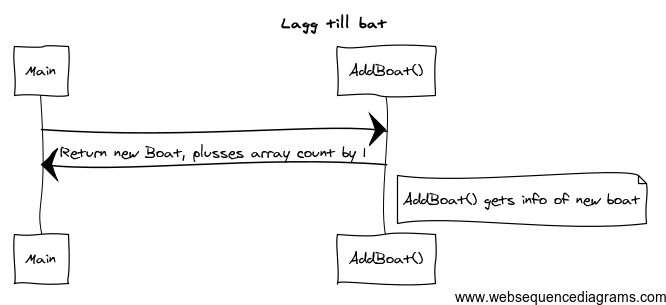 Lagg till bat
Main
AddBoat()
Return new Boat, plusses array count by 1
AddBoat() gets info of new boat
Main
AddBoat()
www.websequencediagrams.com